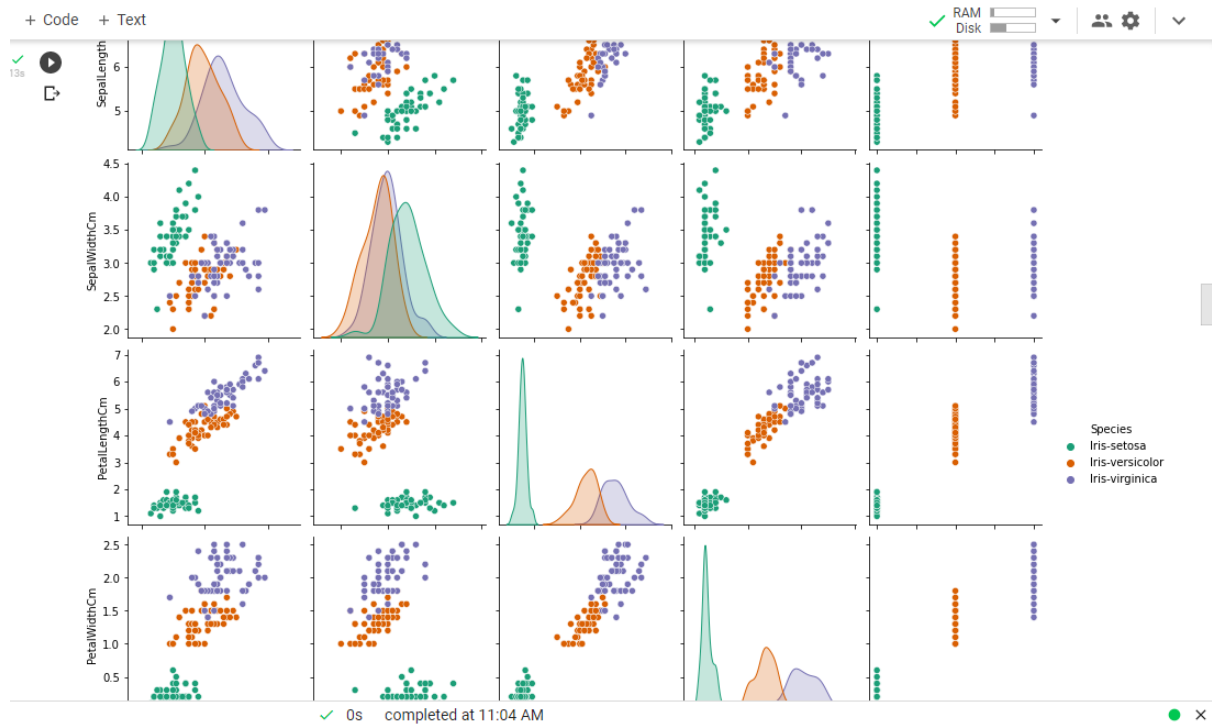 + Code + Text
RAM
Disk
13s
SepalLength
6
5
SepalWidthCm
4.5
4.0
3.5
3.0
2.5
2.0
PetalLengthCm
7
6
5
4
3
2
1
Species
Iris-setosa
Iris-versicolor
Iris-virginica
PetalWidthCm
2.5
2.0
1.5
1.0
0.5
0s completed at 11:04 AM